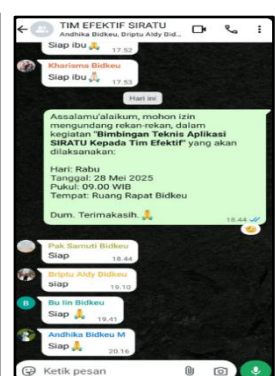 TIM EFEKTIF SIRATU
Andhika Bidkeu, Briptu Aldy Bid...
Siap ibu 🙏 17.52
Kharisma Bidkeu
Siap ibu 🙏 17.53
Hari ini
Assalamu'alaikum, mohon izin
mengundang rekan-rekan, dalam
kegiatan "Bimbingan Teknis Aplikasi
SIRATU Kepada Tim Efektif" yang akan
dilaksanakan:
Hari: Rabu
Tanggal: 28 Mei 2025
Pukul: 09.00 WIB
Tempat: Ruang Rapat Bidkeu
Dum. Terimakasih. 🙏
18.44
Pak Samuti Bidkeu
Siap 18.44
Briptu Aldy Bidkeu
siap 19.10
B
Bu Iin Bidkeu
Siap 🙏 19.41
Andhika Bidkeu M
Siap 🙏 20.16
Ketik pesan